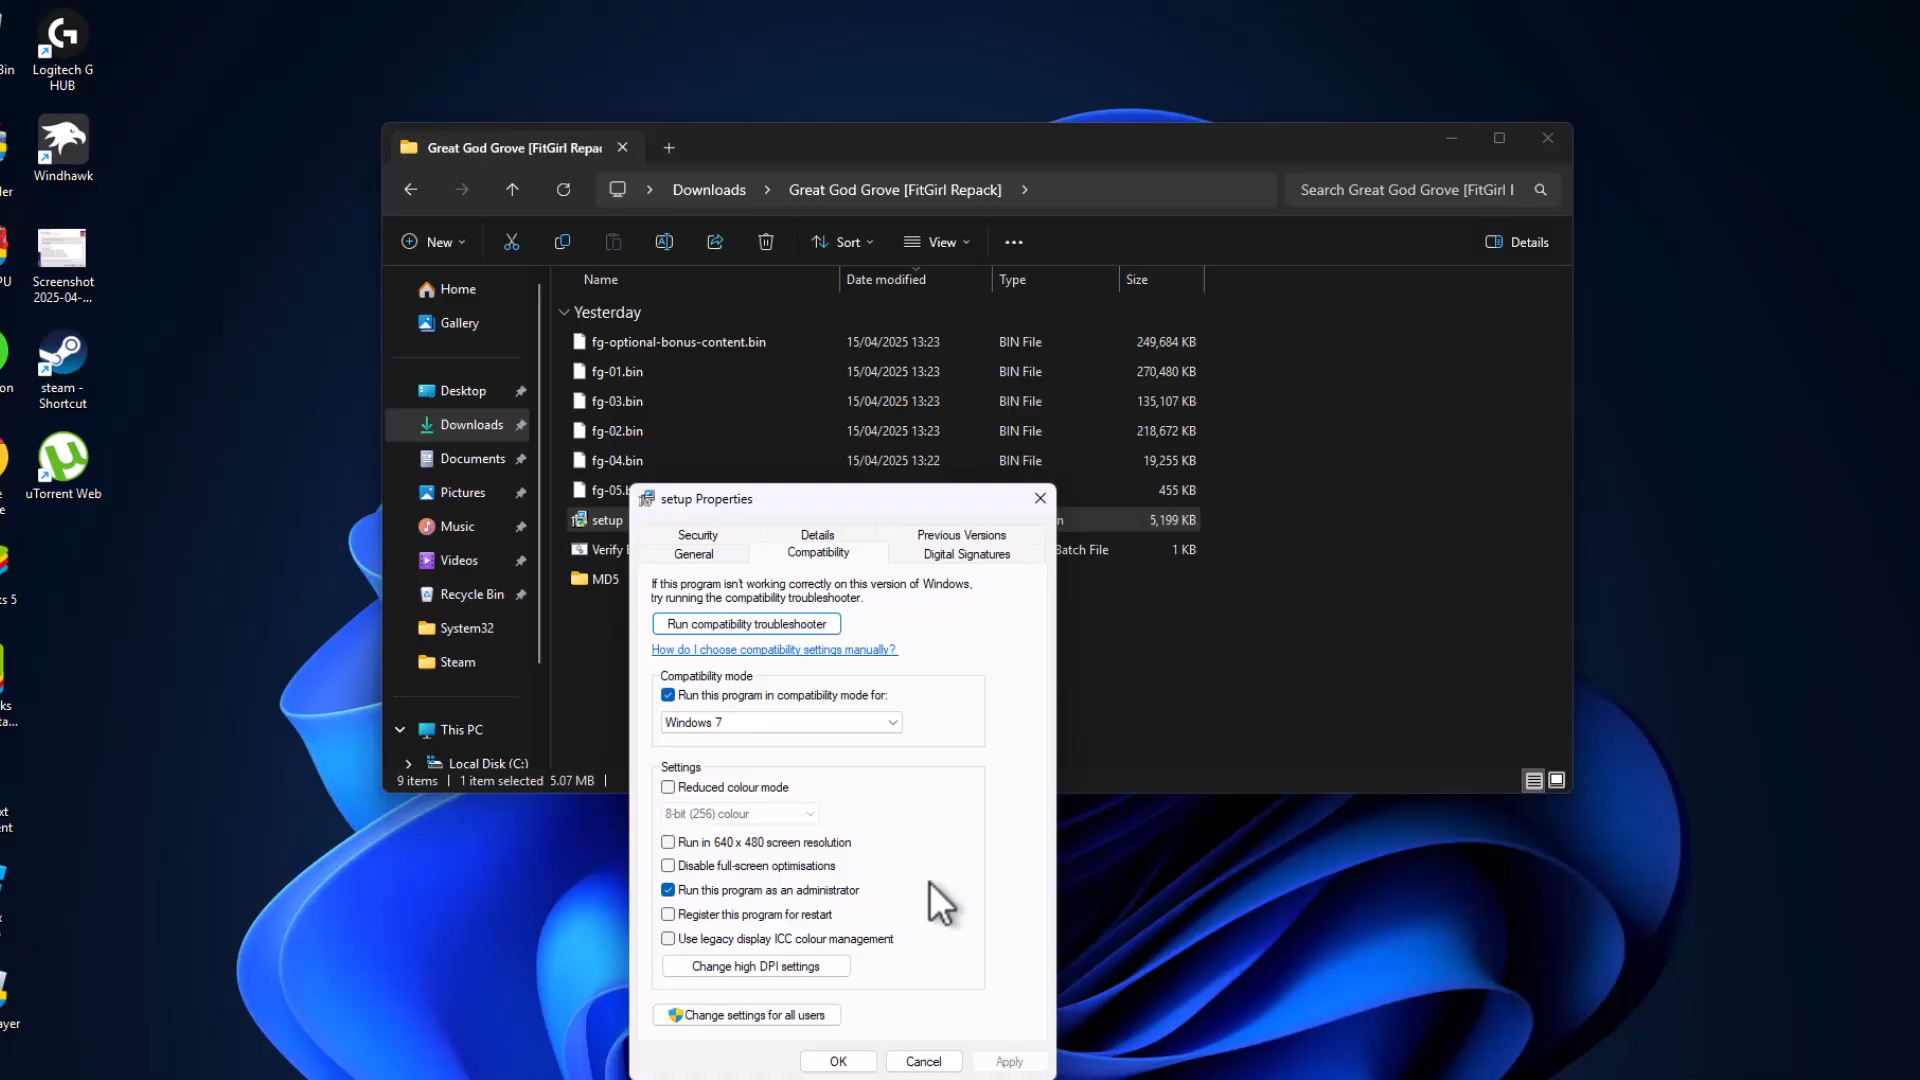 Bin
Logitech G
HUB
Windhawk
ler
Screenshot
2025-04-...
PU
steam -
Shortcut
on
uTorrent Web
e
e
ks 5
ks
ta...
xt
ent
x
ayer
Great God Grove [FitGirl Repac
Downloads
Great God Grove [FitGirl Repack]
Search Great God Grove [FitGirl
New
Sort
View
Details
Home
Gallery
Desktop
Downloads
Documents
Pictures
Music
Videos
Recycle Bin
System32
Steam
This PC
Local Disk (C:)
Name Date modified Type Size
Yesterday
fg-optional-bonus-content.bin 15/04/2025 13:23 BIN File 249,684 KB
fg-01.bin 15/04/2025 13:23 BIN File 270,480 KB
fg-03.bin 15/04/2025 13:23 BIN File 135,107 KB
fg-02.bin 15/04/2025 13:23 BIN File 218,672 KB
fg-04.bin 15/04/2025 13:22 BIN File 19,255 KB
fg-05.b 455 KB
setup n 5,199 KB
Verify Batch File 1 KB
MD5
9 items 1 item selected 5.07 MB
setup Properties
Security Details Previous Versions
General Compatibility Digital Signatures
If this program isn't working correctly on this version of Windows,
try running the compatibility troubleshooter.
Run compatibility troubleshooter
How do I choose compatibility settings manually?
Compatibility mode
Run this program in compatibility mode for:
Windows 7
Settings
Reduced colour mode
8-bit (256) colour
Run in 640 x 480 screen resolution
Disable full-screen optimisations
Run this program as an administrator
Register this program for restart
Use legacy display ICC colour management
Change high DPI settings
Change settings for all users
OK Cancel Apply